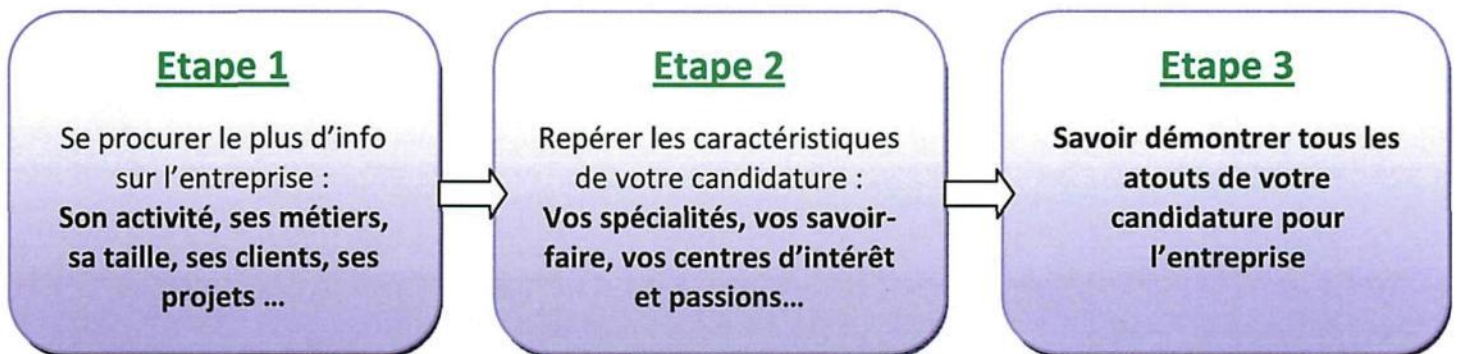 Etape 1
Se procurer le plus d'info
sur l'entreprise :
Son activité, ses métiers,
sa taille, ses clients, ses
projets ...
Etape 2
Repérer les caractéristiques
de votre candidature :
Vos spécialités, vos savoir-
faire, vos centres d'intérêt
et passions...
Etape 3
Savoir démontrer tous les
atouts de votre
candidature pour
l'entreprise